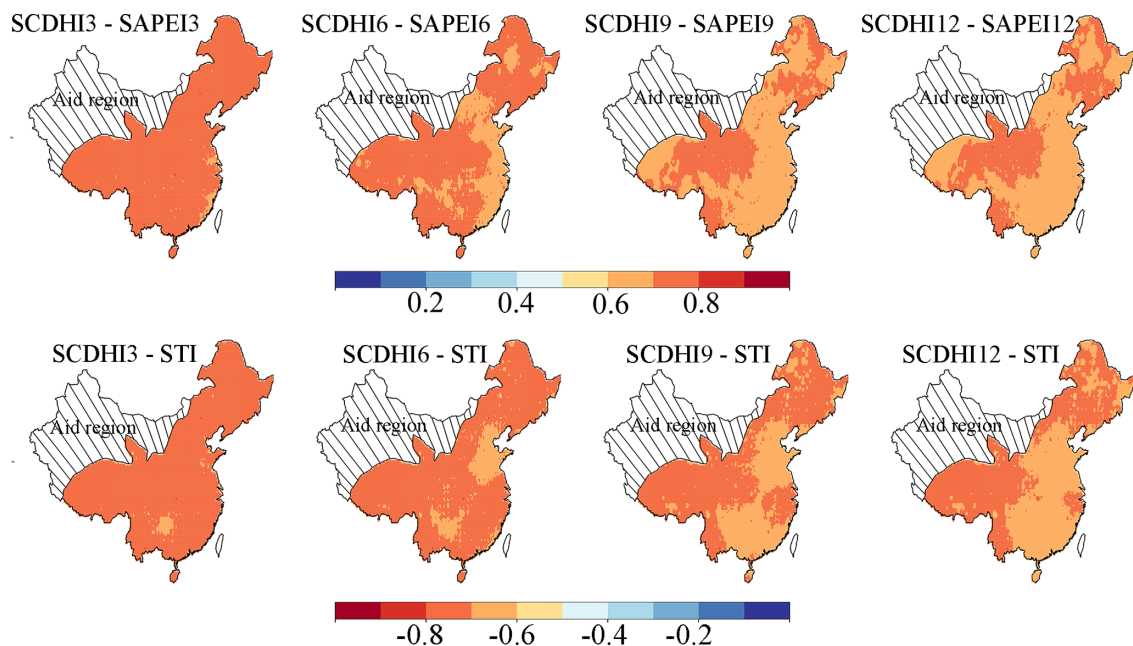 SCDHI3 - SAPEI3
SCDHI6 - SAPEI6
SCDHI9 - SAPEI9
SCDHI12 - SAPEI12
Aid region
Aid region
Aid region
Aid region
0.2 0.4 0.6 0.8
SCDHI3 - STI
SCDHI6 - STI
SCDHI9 - STI
SCDHI12 - STI
Aid region
Aid region
Aid region
Aid region
-0.8 -0.6 -0.4 -0.2